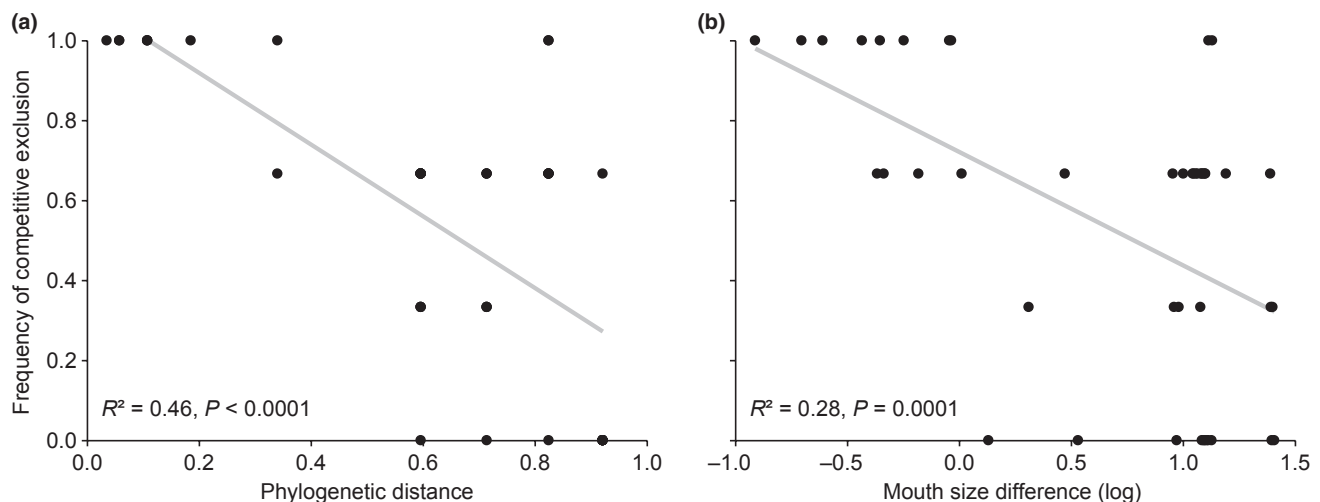 (a)
(b)
Frequency of competitive exclusion
1.0
0.8
0.6
0.4
0.2
0.0
R² = 0.46, P < 0.0001
0.0 0.2 0.4 0.6 0.8 1.0
Phylogenetic distance
R² = 0.28, P = 0.0001
–1.0 –0.5 0.0 0.5 1.0 1.5
Mouth size difference (log)